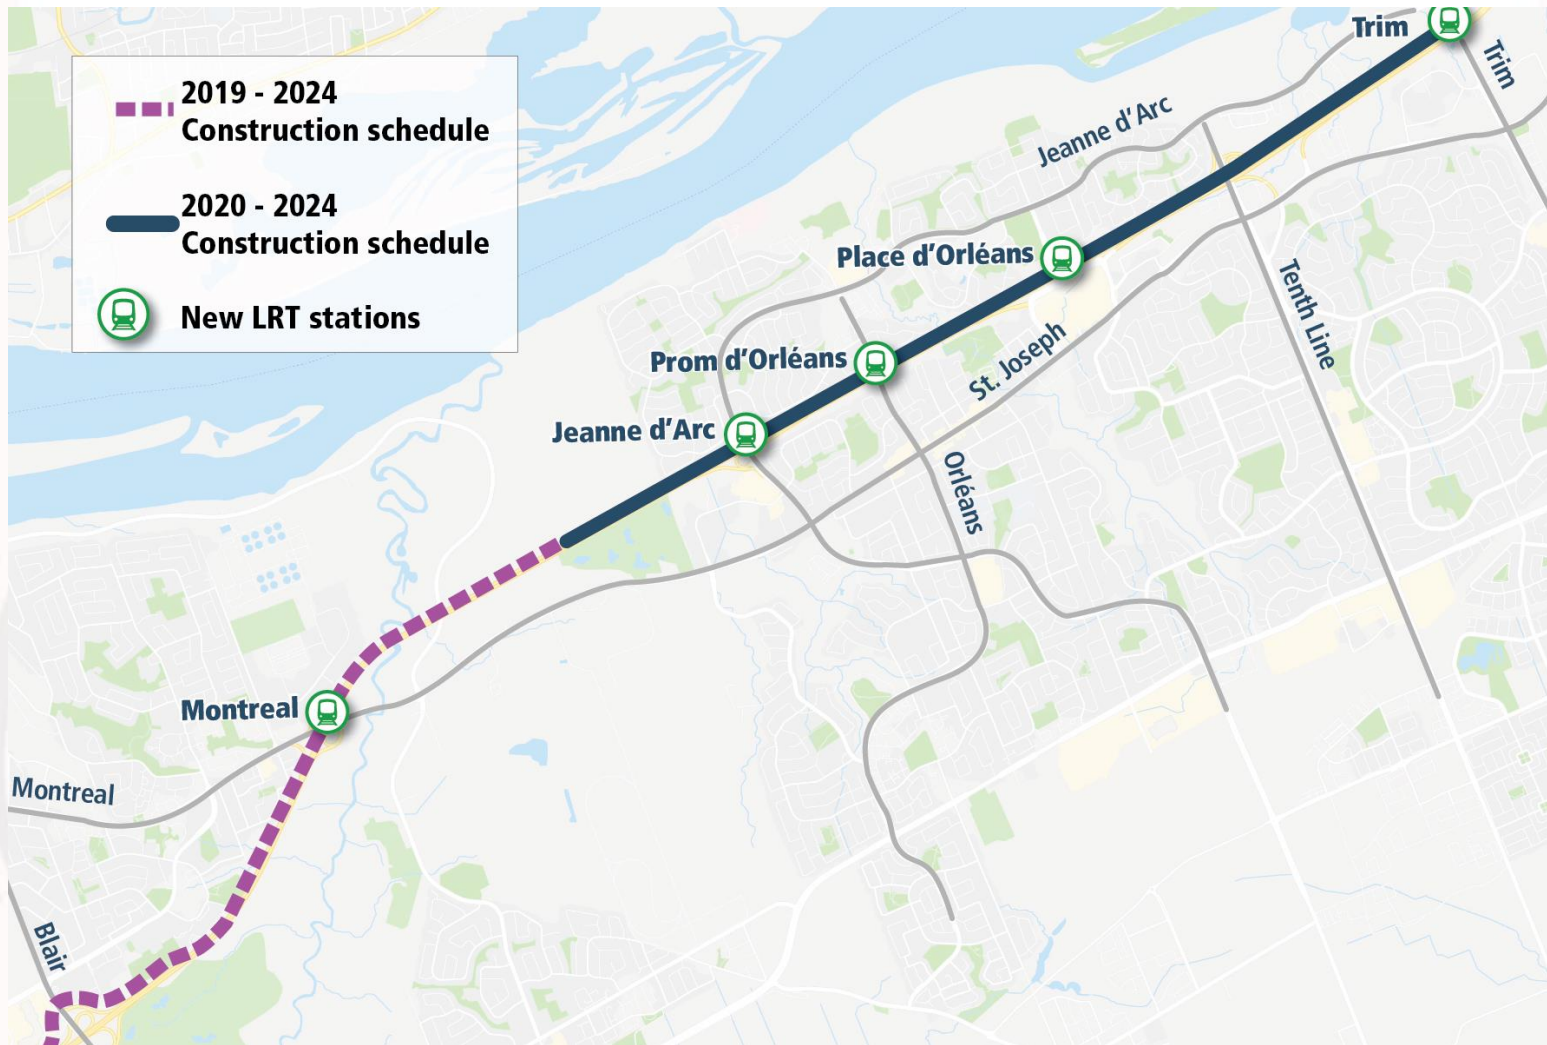 2019 - 2024
Construction schedule
2020 - 2024
Construction schedule
New LRT stations
Trim
Trim
Jeanne d'Arc
Place d'Orléans
Tenth Line
Prom d'Orléans
St. Joseph
Jeanne d'Arc
Orléans
Montreal
Montreal
Blair